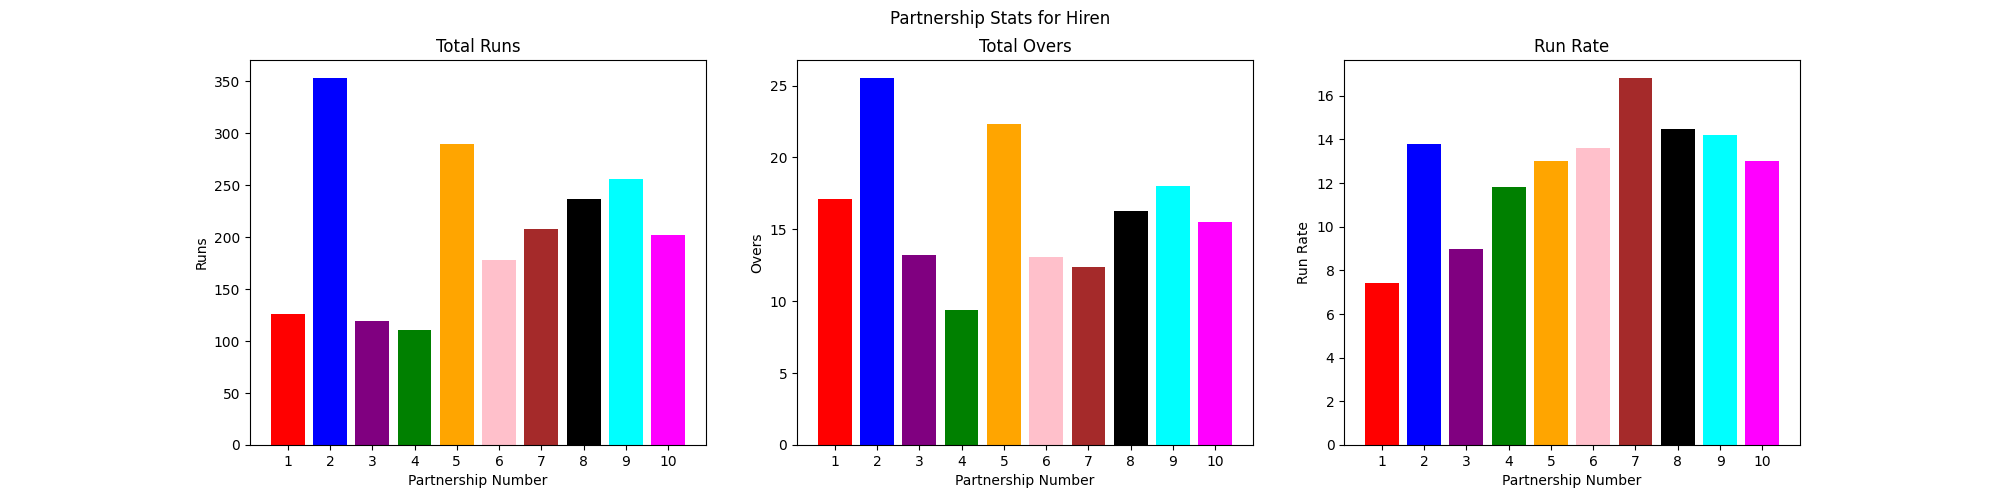 Partnership Stats for Hiren
Total Runs
350
300
250
200
150
100
50
0
Runs
1 2 3 4 5 6 7 8 9 10
Partnership Number
Total Overs
25
20
15
10
5
0
Overs
1 2 3 4 5 6 7 8 9 10
Partnership Number
Run Rate
16
14
12
10
8
6
4
2
0
Run Rate
1 2 3 4 5 6 7 8 9 10
Partnership Number